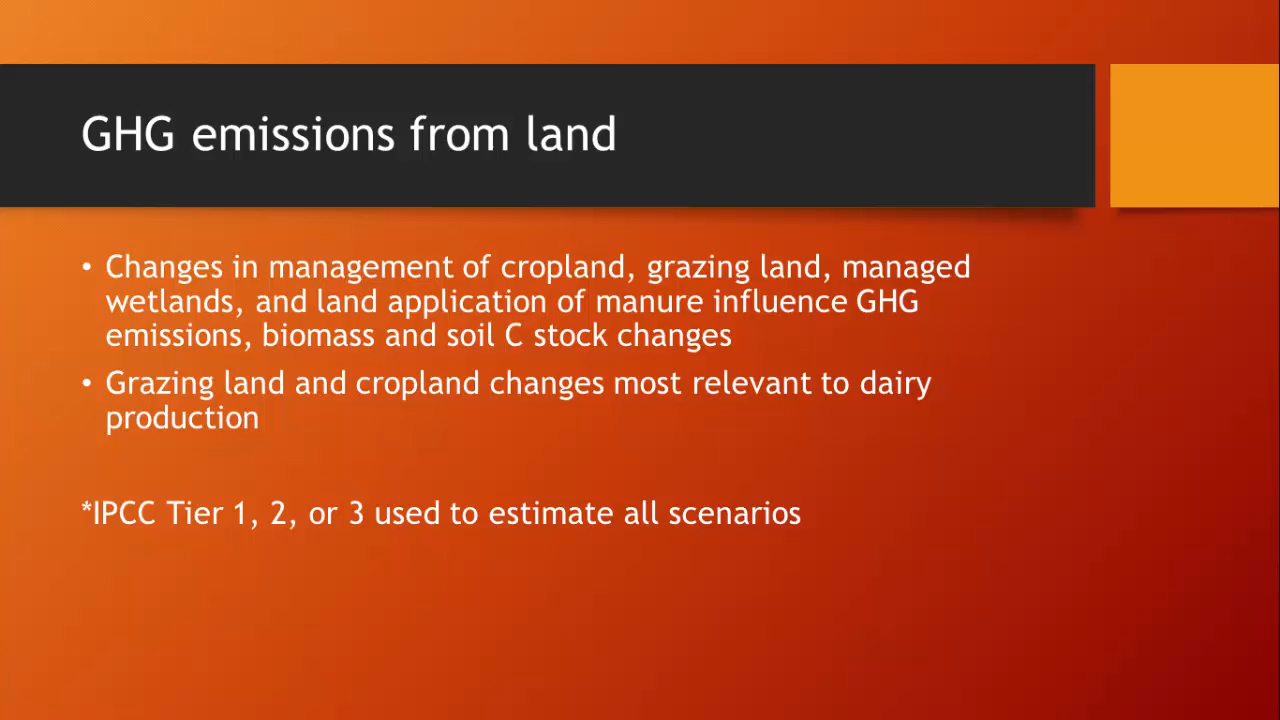 GHG emissions from land
• Changes in management of cropland, grazing land, managed
wetlands, and land application of manure influence GHG
emissions, biomass and soil C stock changes
• Grazing land and cropland changes most relevant to dairy
production
*IPCC Tier 1, 2, or 3 used to estimate all scenarios